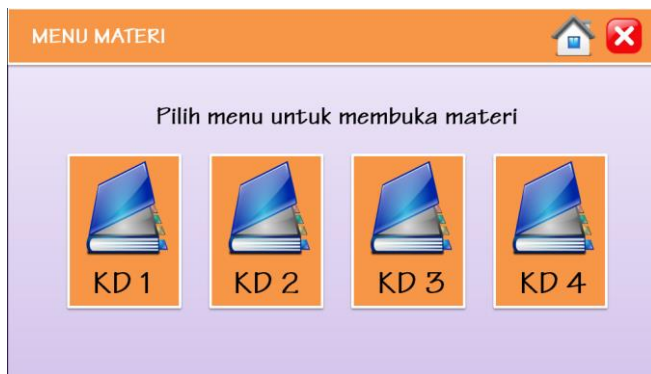 MENU MATERI
Pilih menu untuk membuka materi
KD 1 KD 2 KD 3 KD 4